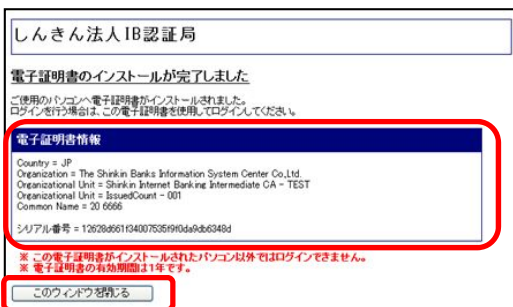 しんきん法人IB認証局
電子証明書のインストールが完了しました
ご使用のパソコンへ電子証明書がインストールされました。
ログインを行う場合は、この電子証明書を使用してログインしてください。
電子証明書情報
Country = JP
Organization = The Shinkin Banks Information System Center Co.,Ltd.
Organizational Unit = Shinkin Internet Banking Intermediate CA - TEST
Organizational Unit = IssuedCount - 001
Common Name = 20 6666
シリアル番号 = 12628d661f34007535f9f0da9db6348d
※ この電子証明書がインストールされたパソコン以外ではログインできません。
※ 電子証明書の有効期間は1年です。
このウィンドウを閉じる